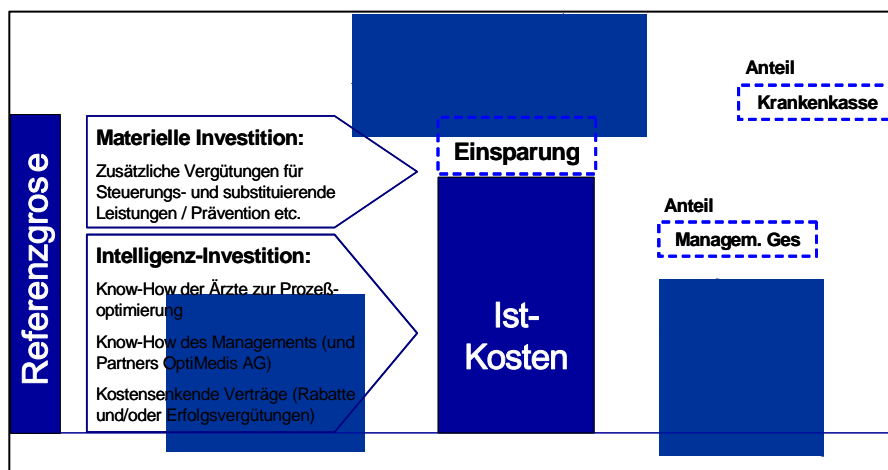 Referenzgrose
Materielle Investition:
Zusätzliche Vergütungen für
Steuerungs- und substituierende
Leistungen / Prävention etc.
Intelligenz-Investition:
Know-How der Ärzte zur Prozeß-
optimierung
Know-How des Managements (und
Partners OptiMedis AG)
Kostensenkende Verträge (Rabatte
und/oder Erfolgsvergütungen)
Einsparung
Ist-
Kosten
Anteil
Krankenkasse
Anteil
Managem. Ges